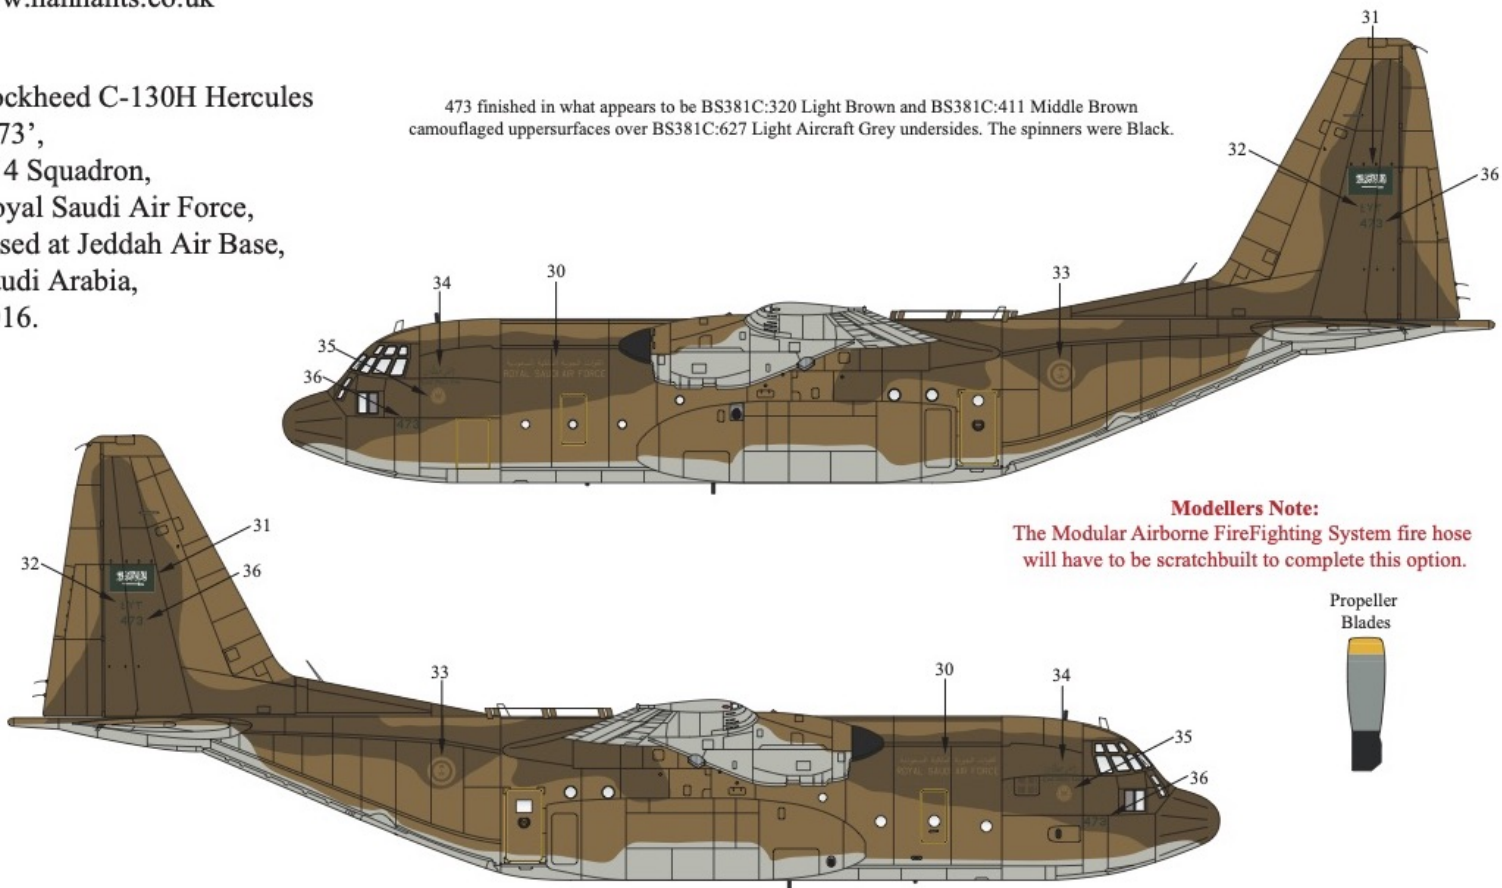 ockheed C-130H Hercules
73’,
4 Squadron,
oyal Saudi Air Force,
sed at Jeddah Air Base,
udi Arabia,
16.
473 finished in what appears to be BS381C:320 Light Brown and BS381C:411 Middle Brown
camouflaged uppersurfaces over BS381C:627 Light Aircraft Grey undersides. The spinners were Black.
31
32
36
33
30
34
35
36
ROYAL SAUDI AIR FORCE
473
٤٧٣
473
Modellers Note:
The Modular Airborne FireFighting System fire hose
will have to be scratchbuilt to complete this option.
Propeller
Blades
31
32
36
٤٧٣
473
33
30
34
35
36
ROYAL SAUDI AIR FORCE
473